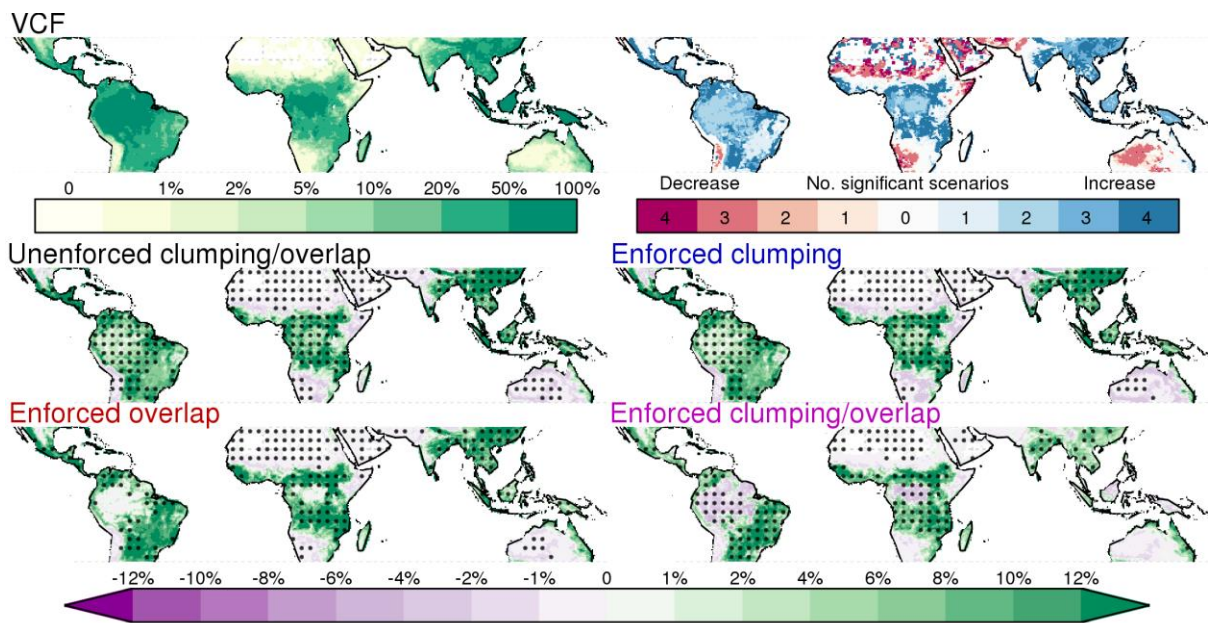 VCF
0 1% 2% 5% 10% 20% 50% 100%
Decrease No. significant scenarios Increase
4 3 2 1 0 1 2 3 4
Unenforced clumping/overlap
Enforced clumping
Enforced overlap
Enforced clumping/overlap
-12% -10% -8% -6% -4% -2% -1% 0 1% 2% 4% 6% 8% 10% 12%